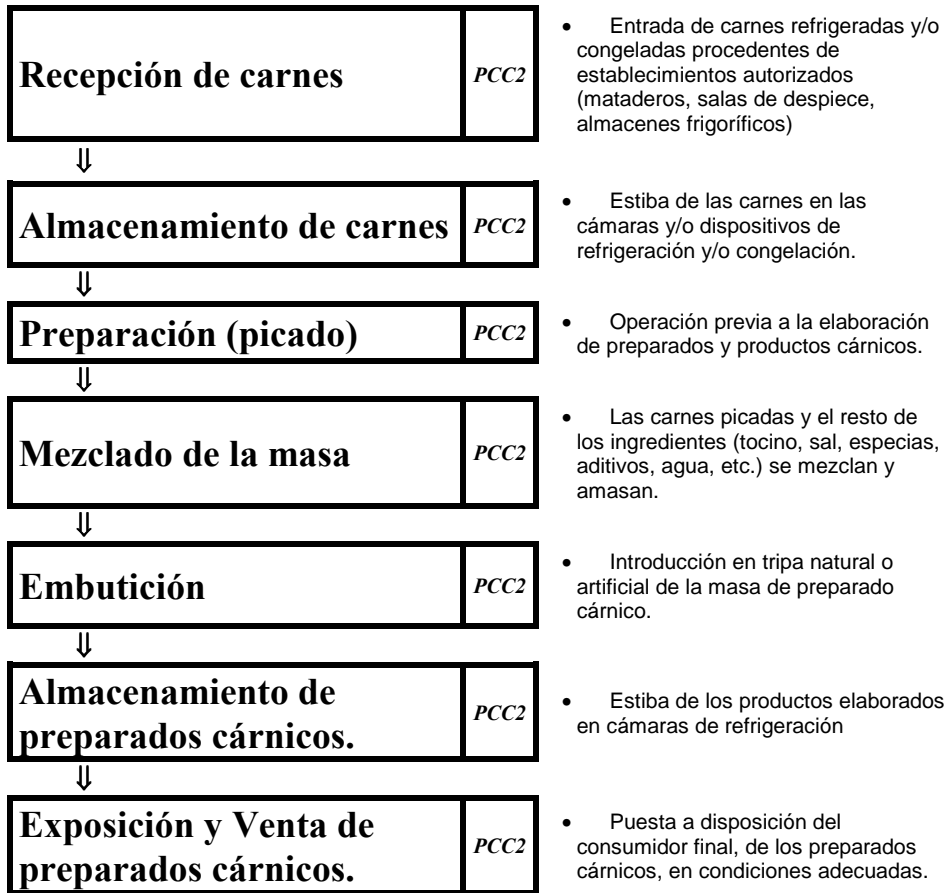 Recepción de carnes PCC2
• Entrada de carnes refrigeradas y/o
congeladas procedentes de
establecimientos autorizados
(mataderos, salas de despiece,
almacenes frigoríficos)
⇓
Almacenamiento de carnes PCC2
• Estiba de las carnes en las
cámaras y/o dispositivos de
refrigeración y/o congelación.
⇓
Preparación (picado) PCC2
• Operación previa a la elaboración
de preparados y productos cárnicos.
⇓
Mezclado de la masa PCC2
• Las carnes picadas y el resto de
los ingredientes (tocino, sal, especias,
aditivos, agua, etc.) se mezclan y
amasan.
⇓
Embutición PCC2
• Introducción en tripa natural o
artificial de la masa de preparado
cárnico.
⇓
Almacenamiento de
preparados cárnicos. PCC2
• Estiba de los productos elaborados
en cámaras de refrigeración
⇓
Exposición y Venta de
preparados cárnicos. PCC2
• Puesta a disposición del
consumidor final, de los preparados
cárnicos, en condiciones adecuadas.